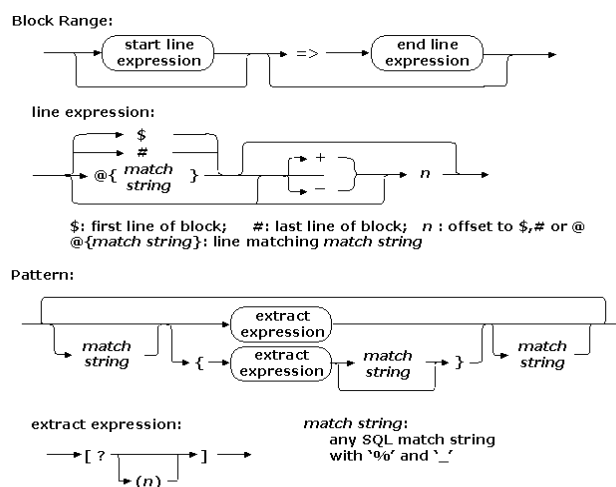 Block Range:
start line
expression
=>
end line
expression
line expression:
$
#
@{ match
string }
+
−
n
$: first line of block; #: last line of block; n : offset to $,# or @
@{match string}: line matching match string
Pattern:
extract
expression
match
string
{
extract
expression
match
string
}
match
string
extract expression:
[ ? ]
(n)
match string:
any SQL match string
with ‘%’ and ‘_’